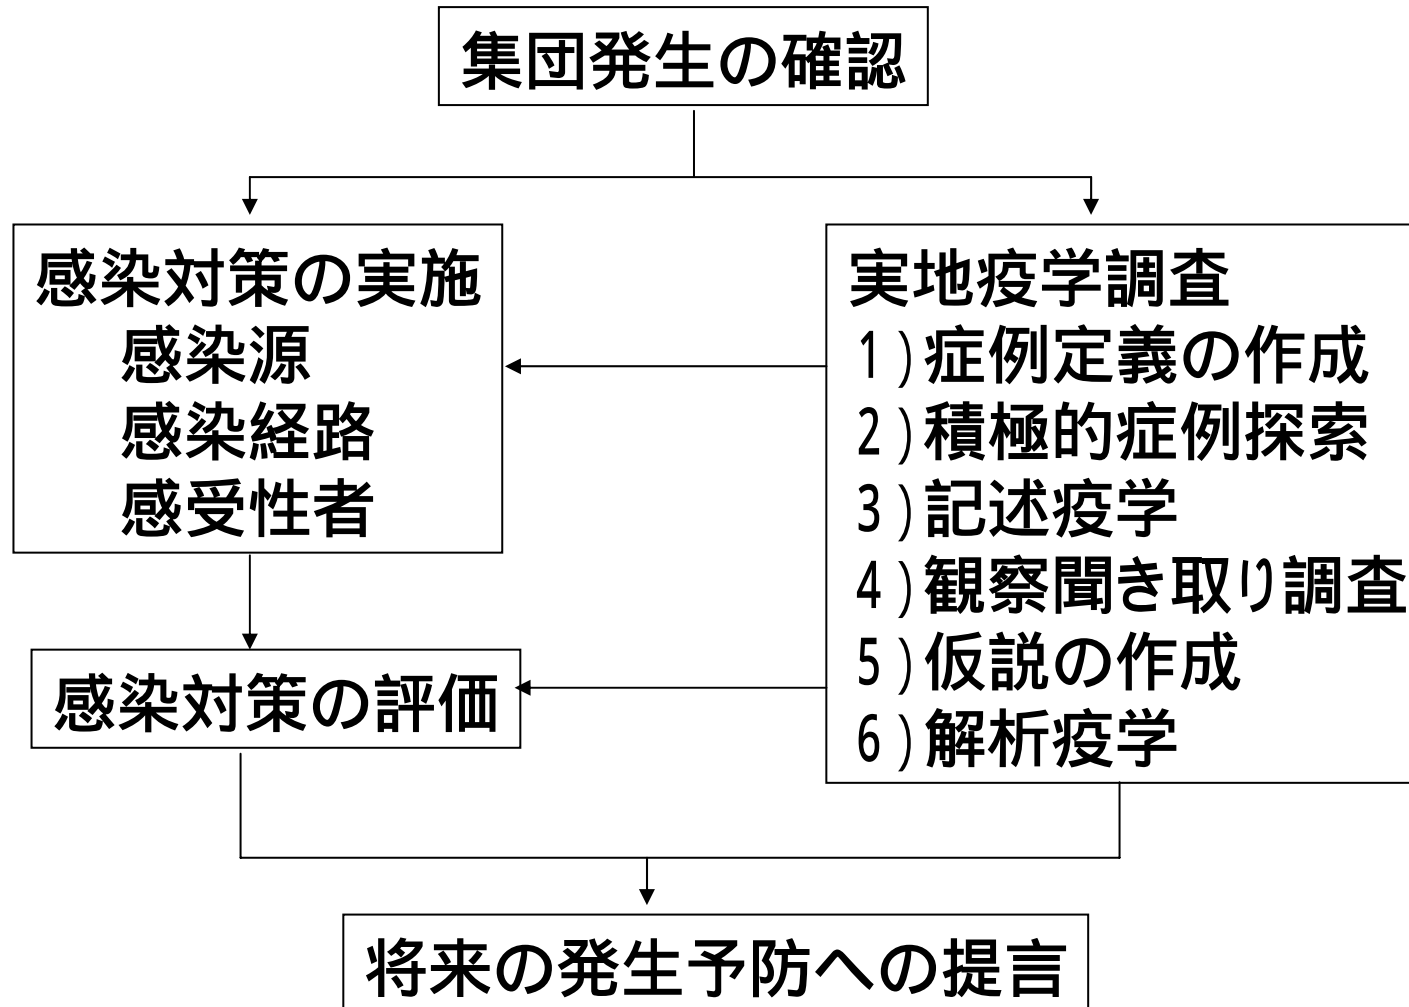 集団発生の確認
感染対策の実施
感染源
感染経路
感受性者
実地疫学調査
1)症例定義の作成
2)積極的症例探索
3)記述疫学
4)観察聞き取り調査
5)仮説の作成
6)解析疫学
感染対策の評価
将来の発生予防への提言